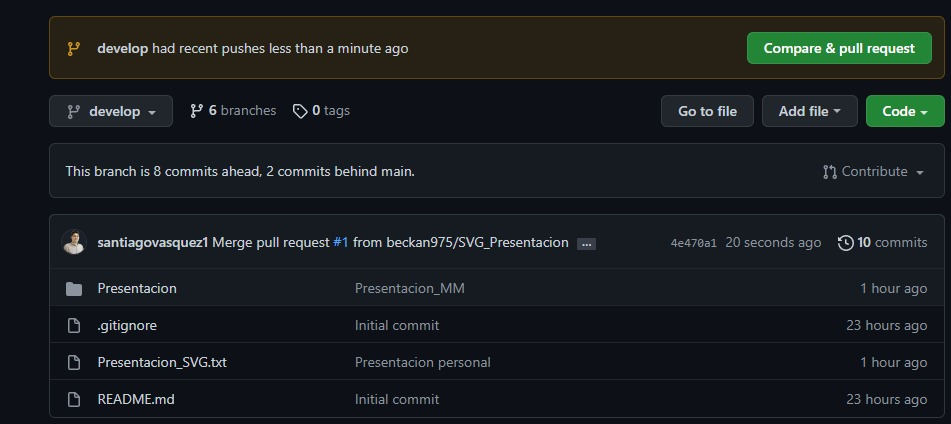 develop had recent pushes less than a minute ago
Compare & pull request
develop
6 branches
0 tags
Go to file
Add file
Code
This branch is 8 commits ahead, 2 commits behind main.
Contribute
santiagovasquez1 Merge pull request #1 from beckan975/SVG_Presentacion ... 4e470a1 20 seconds ago 10 commits
Presentacion Presentacion_MM 1 hour ago
.gitignore Initial commit 23 hours ago
Presentacion_SVG.txt Presentacion personal 1 hour ago
README.md Initial commit 23 hours ago